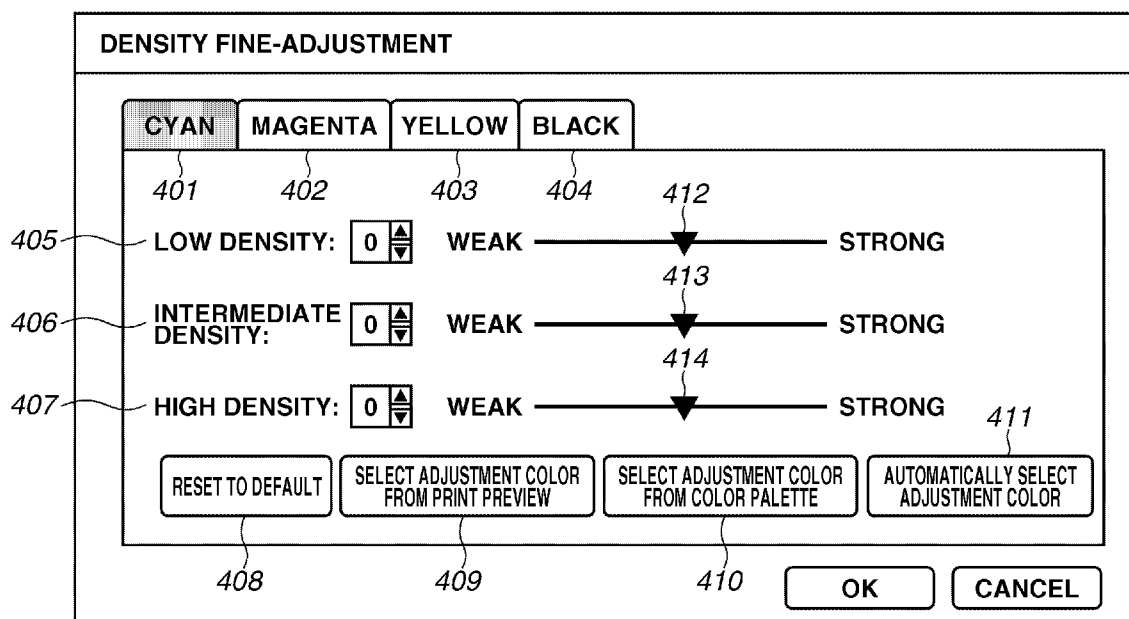 DENSITY FINE-ADJUSTMENT
CYAN MAGENTA YELLOW BLACK
401 402 403 404 412
405 LOW DENSITY: 0 WEAK STRONG
413
406 INTERMEDIATE DENSITY: 0 WEAK STRONG
414
407 HIGH DENSITY: 0 WEAK STRONG
411
RESET TO DEFAULT
SELECT ADJUSTMENT COLOR
FROM PRINT PREVIEW
SELECT ADJUSTMENT COLOR
FROM COLOR PALETTE
AUTOMATICALLY SELECT
ADJUSTMENT COLOR
408 409 410
OK CANCEL